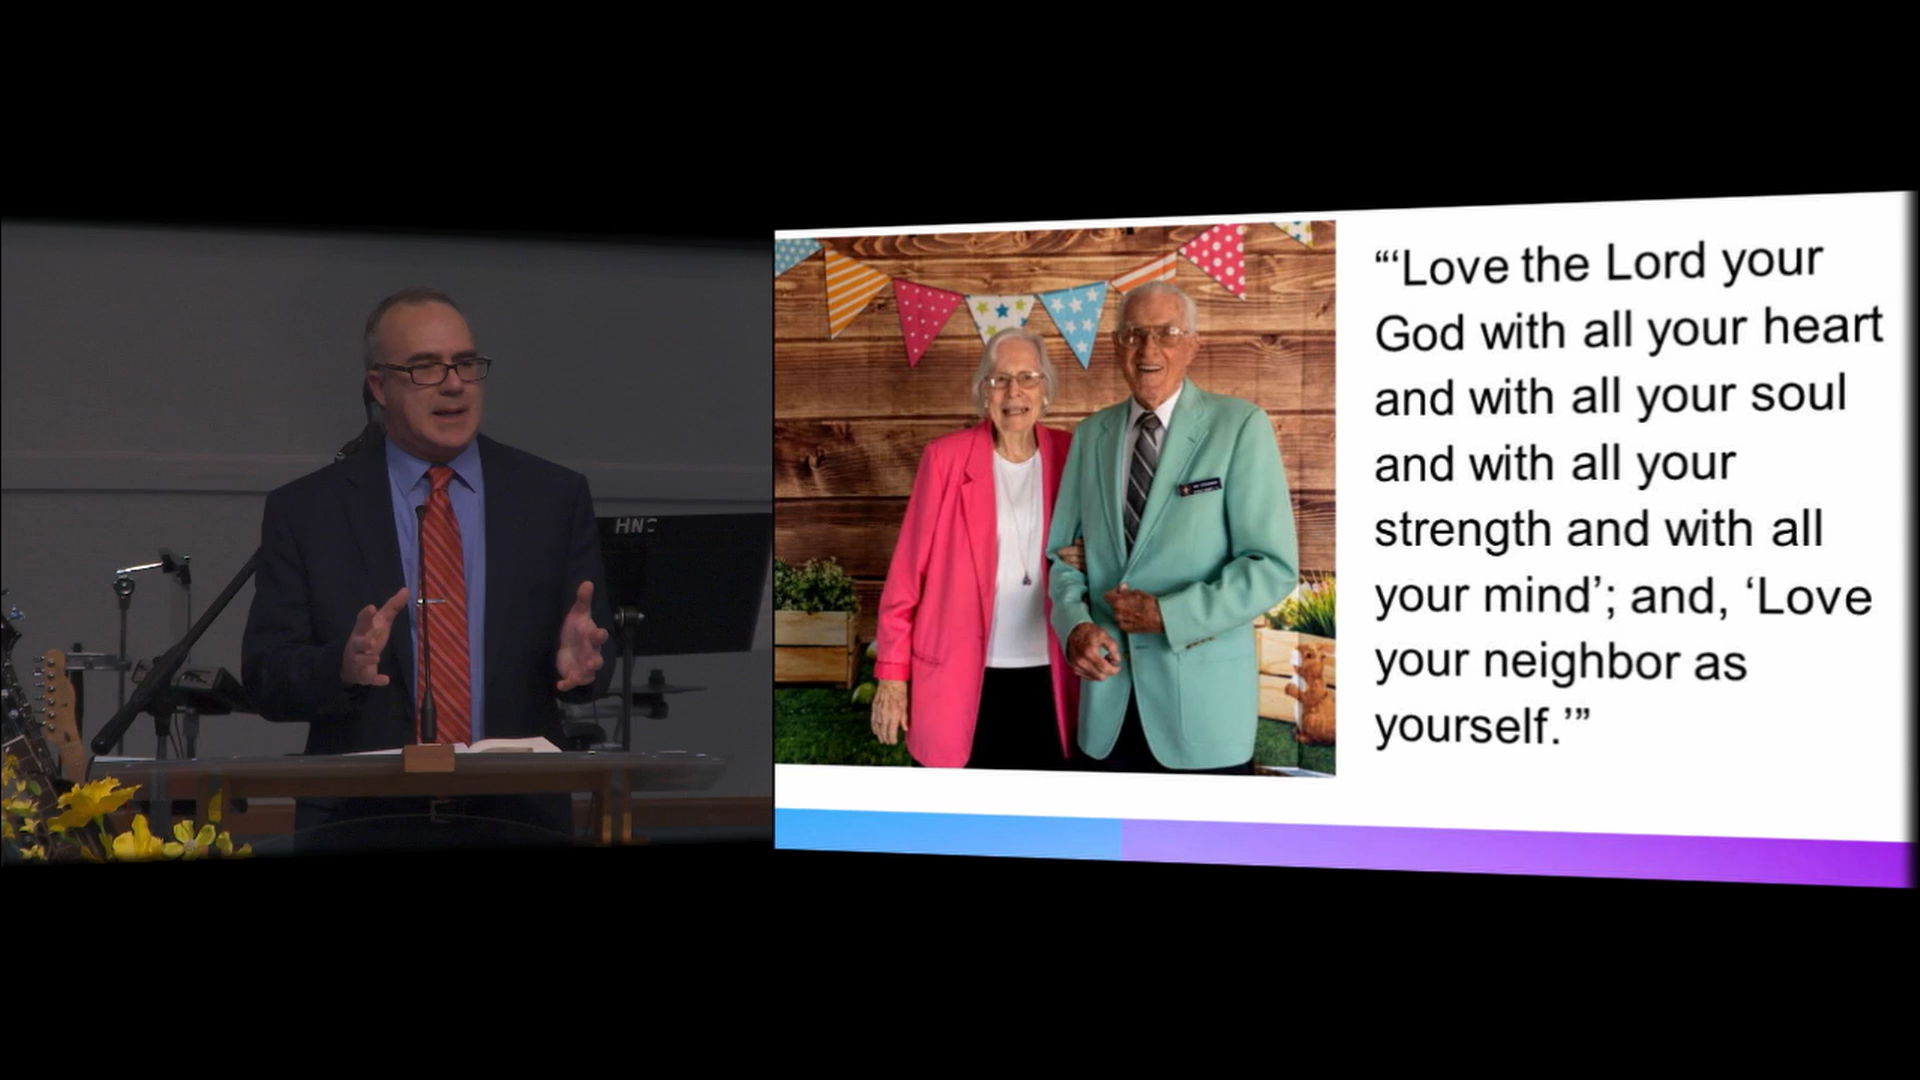 HNC
“‘Love the Lord your
God with all your heart
and with all your soul
and with all your
strength and with all
your mind’; and, ‘Love
your neighbor as
yourself.’”